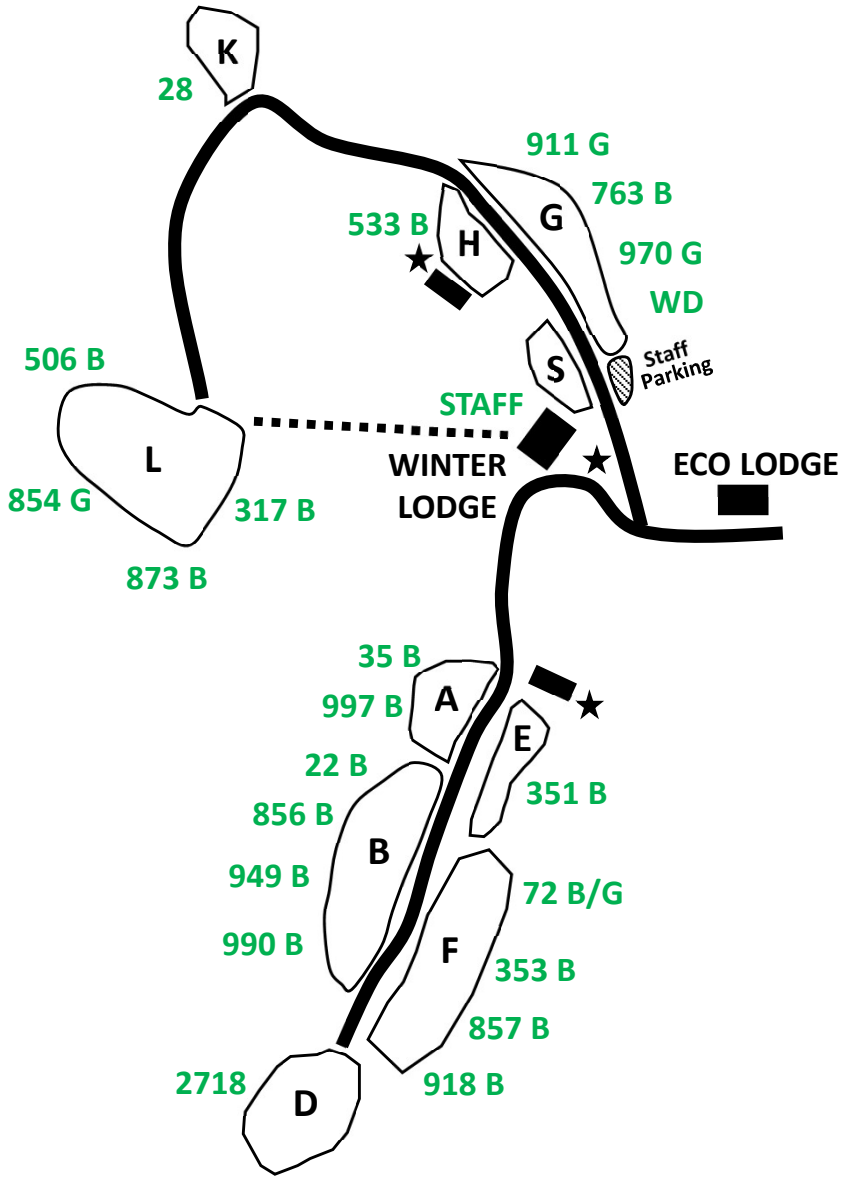 K
28
911 G
763 B
G
533 B
H
970 G
WD
Staff
Parking
S
506 B
STAFF
L
WINTER
LODGE
ECO LODGE
854 G
317 B
873 B
35 B
A
997 B
E
22 B
351 B
856 B
B
949 B
72 B/G
990 B
F
353 B
857 B
2718
918 B
D